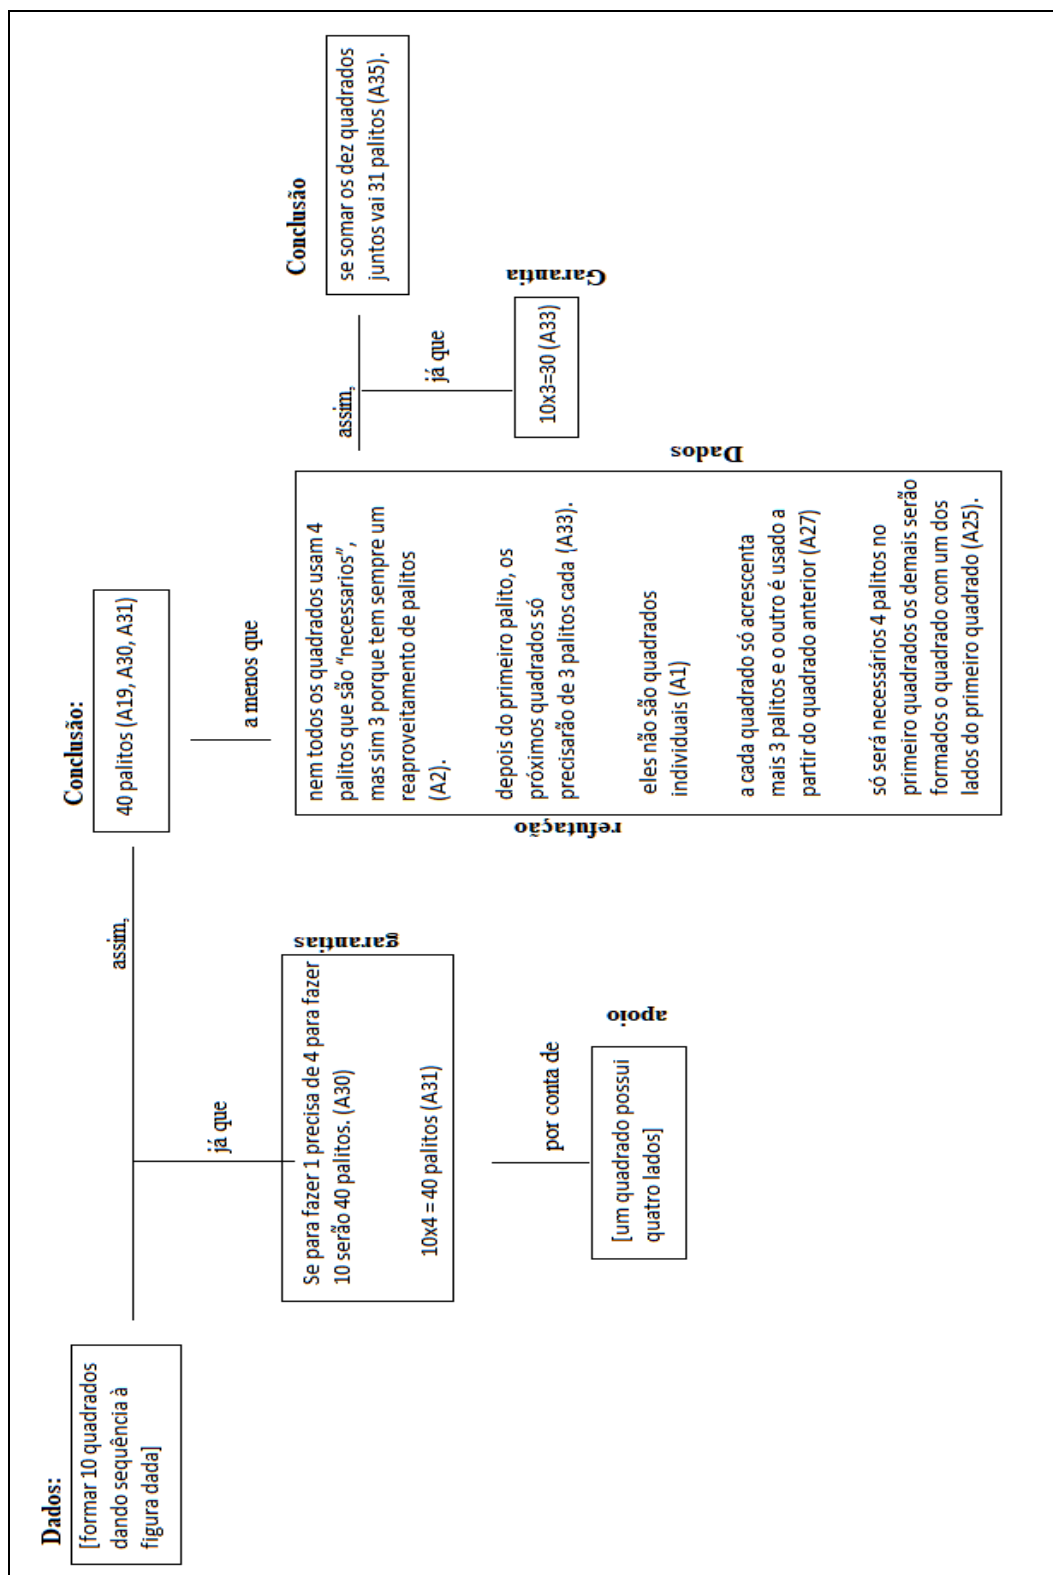 Dados:
[formar 10 quadrados
dando sequência à
figura dada]
assim,
já que
garantias
Se para fazer 1 precisa de 4 para fazer
10 serão 40 palitos. (A30)
10x4 = 40 palitos (A31)
por conta de
apoio
[um quadrado possui
quatro lados]
Conclusão:
40 palitos (A19, A30, A31)
a menos que
refutação
nem todos os quadrados usam 4
palitos que são “necessarios”,
mas sim 3 porque tem sempre um
reaproveitamento de palitos
(A2).
depois do primeiro palito, os
próximos quadrados só
precisarão de 3 palitos cada (A33).
eles não são quadrados
individuais (A1)
a cada quadrado só acrescenta
mais 3 palitos e o outro é usado a
partir do quadrado anterior (A27)
só será necessários 4 palitos no
primeiro quadrados os demais serão
formados o quadrado com um dos
lados do primeiro quadrado (A25).
Dados
assim,
já que
10x3=30 (A33)
Garantia
Conclusão
se somar os dez quadrados
juntos vai 31 palitos (A35).